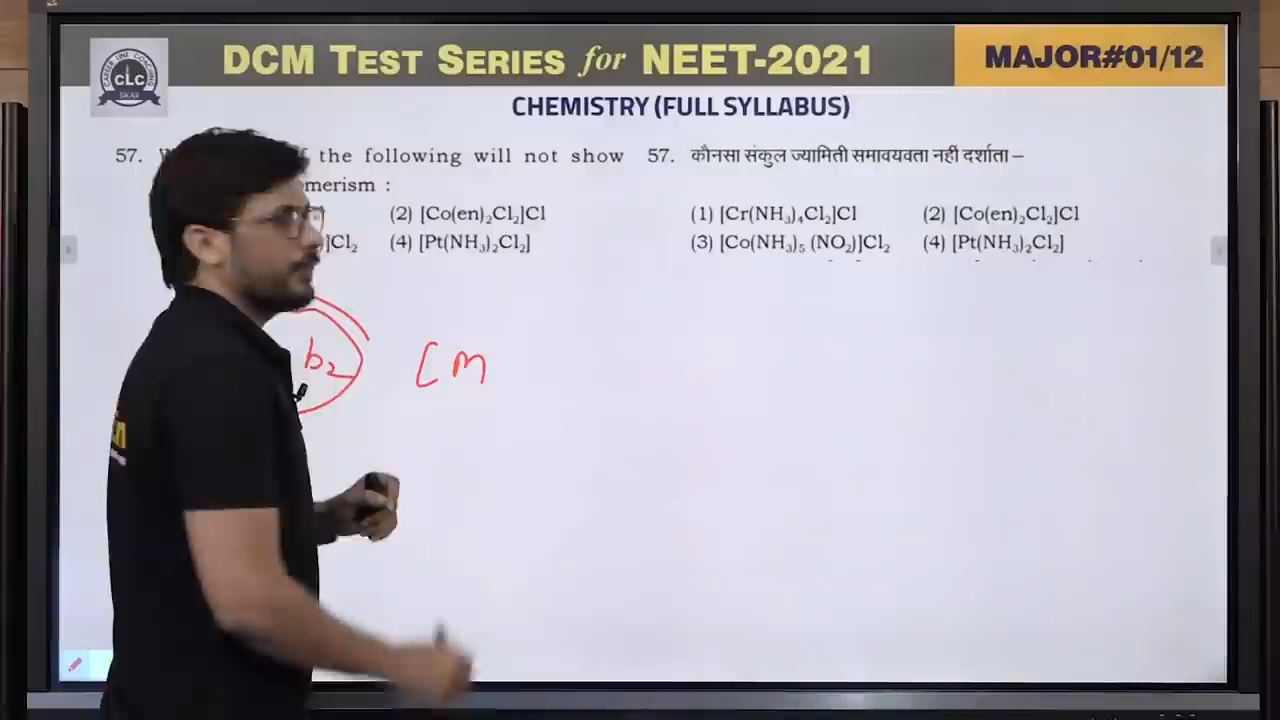 DCM TEST SERIES for NEET-2021
MAJOR#01/12
CLC
SIKAR
CHEMISTRY (FULL SYLLABUS)
57. the following will not show
merism :
(2) [Co(en)₂Cl₂]Cl
]Cl₂ (4) [Pt(NH₃)₂Cl₂]
57. कौनसा संकुल ज्यामिती समावयवता नहीं दर्शाता –
(1) [Cr(NH₃)₄Cl₂]Cl (2) [Co(en)₂Cl₂]Cl
(3) [Co(NH₃)₅ (NO₂)]Cl₂ (4) [Pt(NH₃)₂Cl₂]
b₂ [M